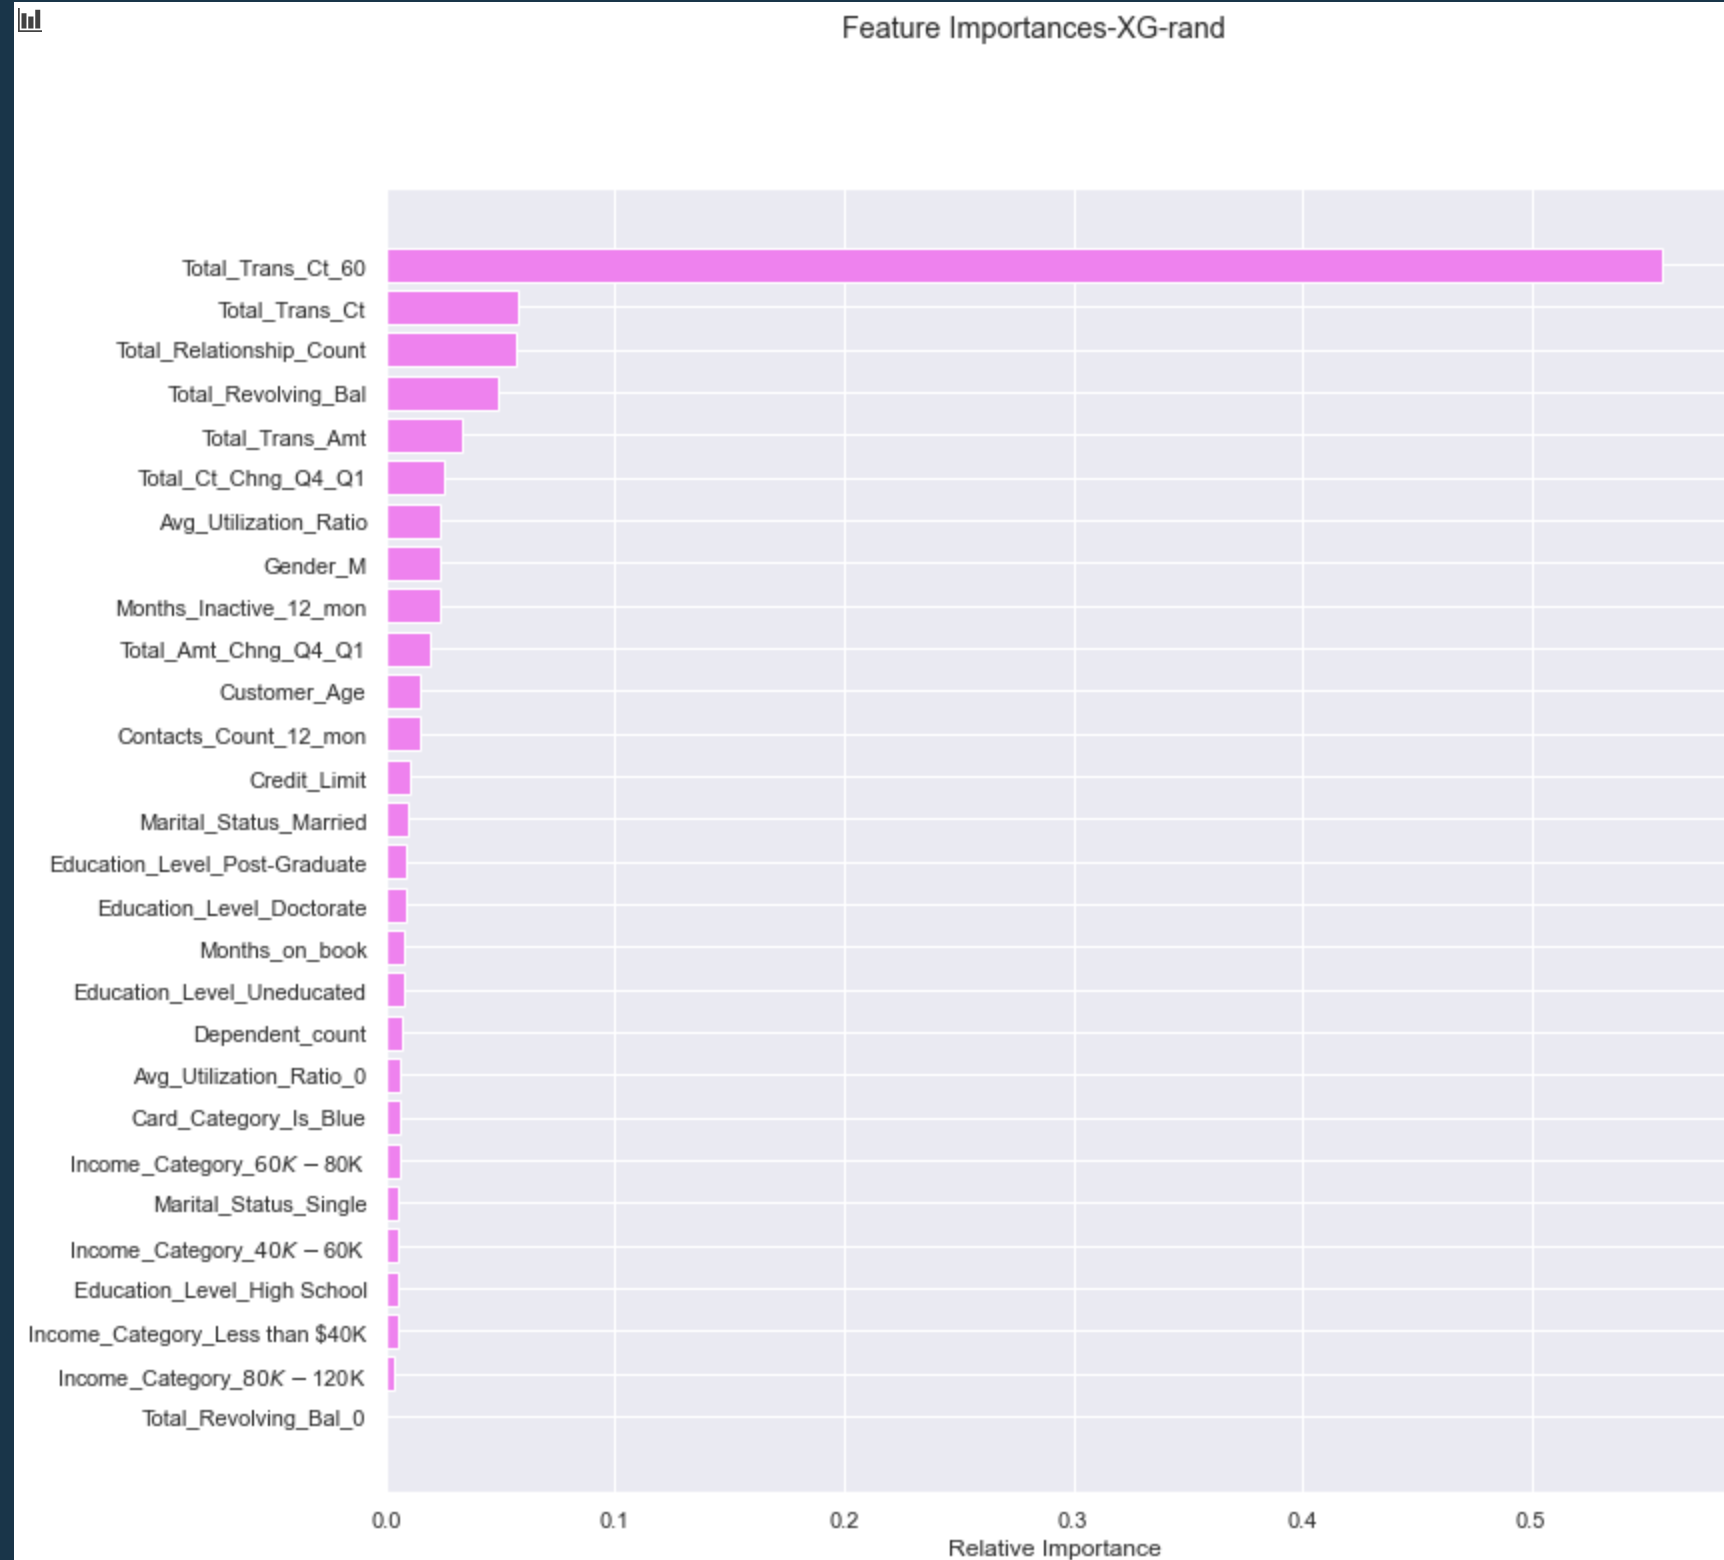 Feature Importances-XG-rand
Total_Trans_Ct_60
Total_Trans_Ct
Total_Relationship_Count
Total_Revolving_Bal
Total_Trans_Amt
Total_Ct_Chng_Q4_Q1
Avg_Utilization_Ratio
Gender_M
Months_Inactive_12_mon
Total_Amt_Chng_Q4_Q1
Customer_Age
Contacts_Count_12_mon
Credit_Limit
Marital_Status_Married
Education_Level_Post-Graduate
Education_Level_Doctorate
Months_on_book
Education_Level_Uneducated
Dependent_count
Avg_Utilization_Ratio_0
Card_Category_Is_Blue
Income_Category_60K − 80K
Marital_Status_Single
Income_Category_40K − 60K
Education_Level_High School
Income_Category_Less than $40K
Income_Category_80K − 120K
Total_Revolving_Bal_0
0.0 0.1 0.2 0.3 0.4 0.5
Relative Importance